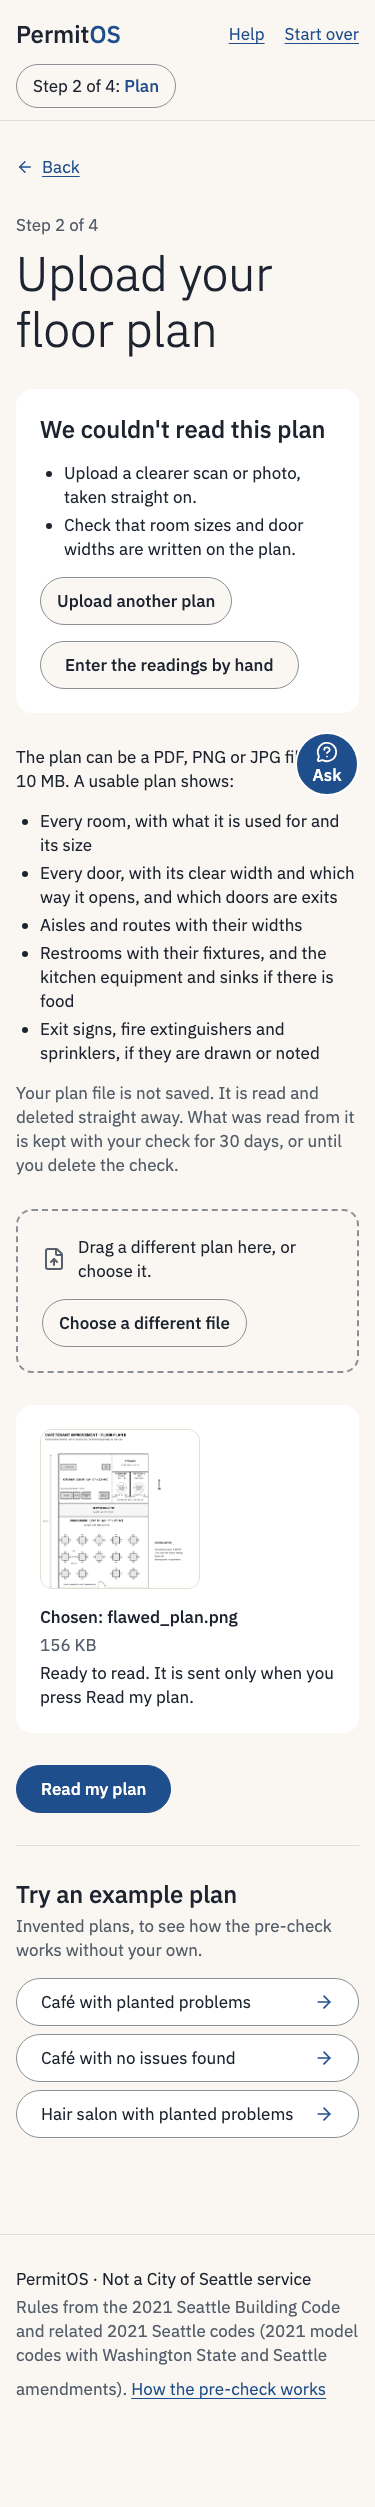 PermitOS
Help
Start over
Step 2 of 4: Plan
Back
Step 2 of 4
Upload your
floor plan
We couldn't read this plan
Upload a clearer scan or photo,
taken straight on.
Check that room sizes and door
widths are written on the plan.
Upload another plan
Enter the readings by hand
The plan can be a PDF, PNG or JPG
10 MB. A usable plan shows:
Ask
Every room, with what it is used for and
its size
Every door, with its clear width and which
way it opens, and which doors are exits
Aisles and routes with their widths
Restrooms with their fixtures, and the
kitchen equipment and sinks if there is
food
Exit signs, fire extinguishers and
sprinklers, if they are drawn or noted
Your plan file is not saved. It is read and
deleted straight away. What was read from it
is kept with your check for 30 days, or until
you delete the check.
Drag a different plan here, or
choose it.
Choose a different file
CAFE TENANT IMPROVEMENT - FLOOR PLAN
Chosen: flawed_plan.png
156 KB
Ready to read. It is sent only when you
press Read my plan.
Read my plan
Try an example plan
Invented plans, to see how the pre-check
works without your own.
Café with planted problems
Café with no issues found
Hair salon with planted problems
PermitOS · Not a City of Seattle service
Rules from the 2021 Seattle Building Code
and related 2021 Seattle codes (2021 model
codes with Washington State and Seattle
amendments). How the pre-check works